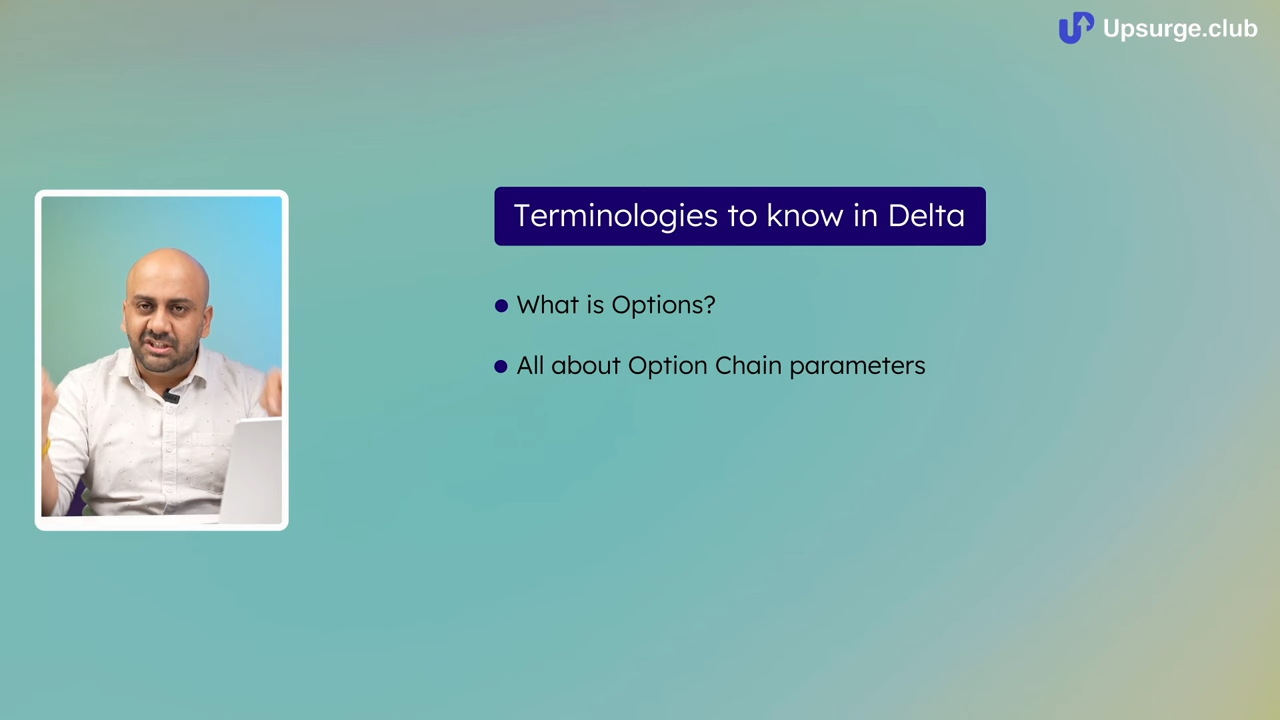 Upsurge.club
Terminologies to know in Delta
What is Options?
All about Option Chain parameters